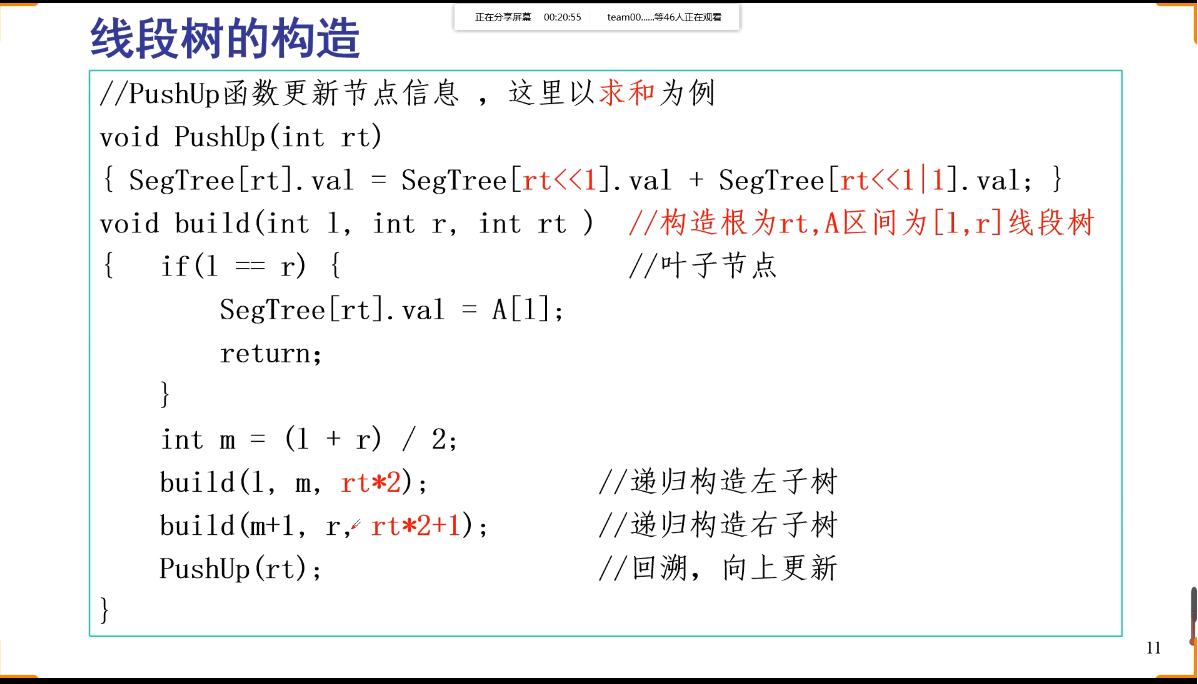 正在分享屏幕 00:20:55 team00......等46人正在观看
线段树的构造
//PushUp函数更新节点信息 ，这里以求和为例
void PushUp(int rt)
{ SegTree[rt].val = SegTree[rt<<1].val + SegTree[rt<<1|1].val; }
void build(int l, int r, int rt ) //构造根为rt,A区间为[l,r]线段树
{ if(l == r) { //叶子节点
SegTree[rt].val = A[l];
return;
}
int m = (l + r) / 2;
build(l, m, rt*2); //递归构造左子树
build(m+1, r, rt*2+1); //递归构造右子树
PushUp(rt); //回溯，向上更新
}
11